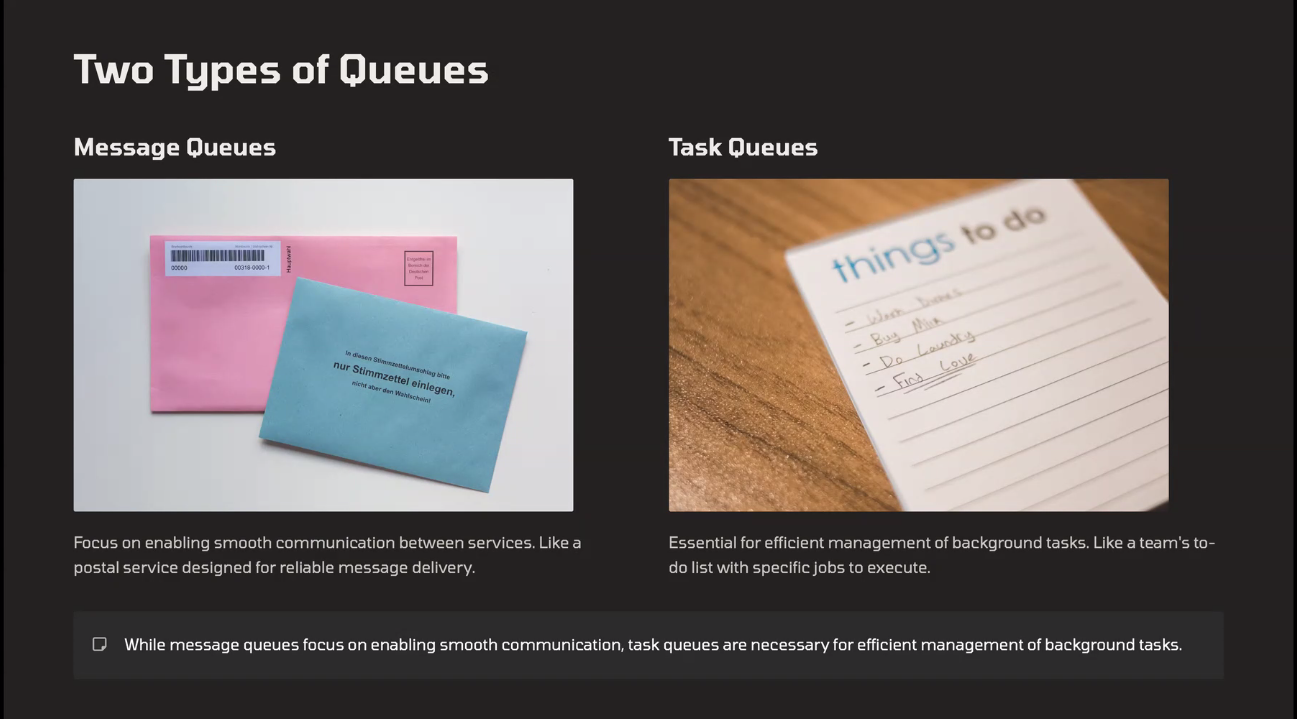 Two Types of Queues
Message Queues
00000
00316-0000-1
Hauptwahl
In diesen Stimmzettelumschlag bitte
nur Stimmzettel einlegen,
nicht aber den Wahlschein!
Focus on enabling smooth communication between services. Like a
postal service designed for reliable message delivery.
Task Queues
things to do
- Wash Dishes
- Buy Milk
- Do Laundry
- Find Love
Essential for efficient management of background tasks. Like a team's to-
do list with specific jobs to execute.
While message queues focus on enabling smooth communication, task queues are necessary for efficient management of background tasks.